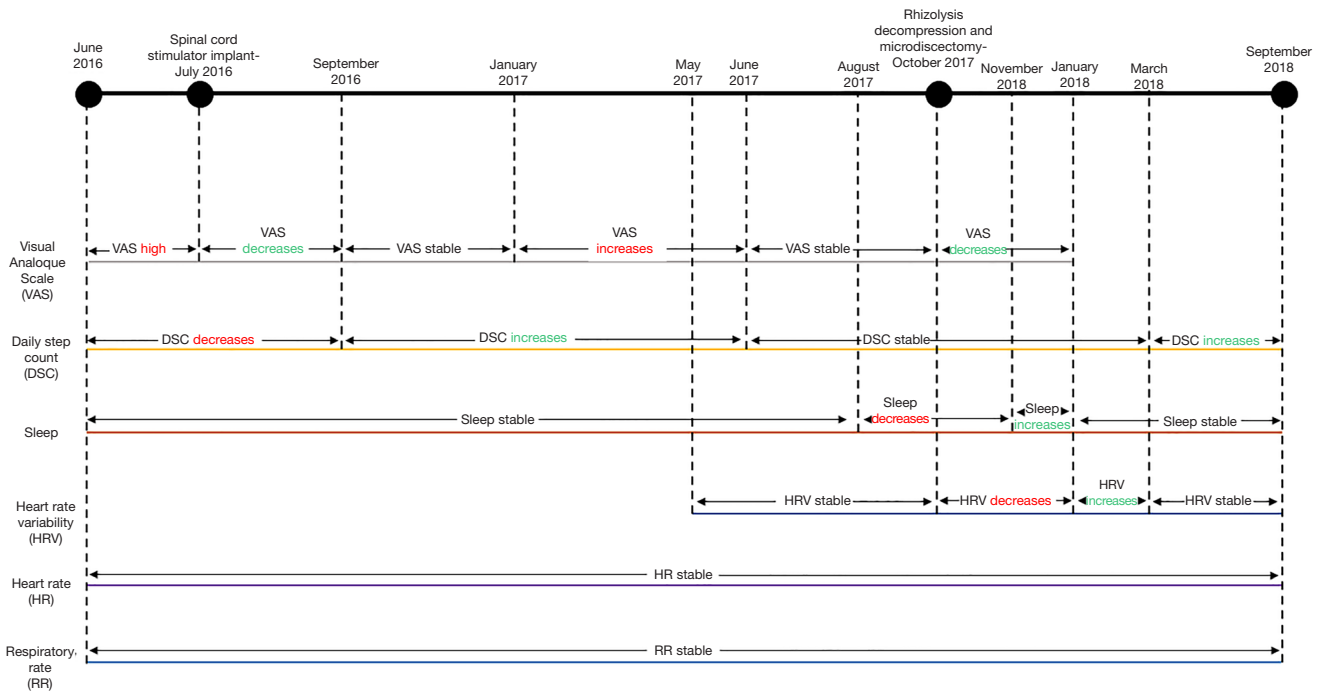 June
2016
Spinal cord
stimulator implant-
July 2016
September
2016
January
2017
May
2017
June
2017
August
2017
Rhizolysis
decompression and
microdiscectomy-
October 2017
November
2018
January
2018
March
2018
September
2018
Visual
Analoque
Scale
(VAS)
VAS high
VAS
decreases
VAS stable
VAS
increases
VAS stable
VAS
decreases
Daily step
count
(DSC)
DSC decreases
DSC increases
DSC stable
DSC increases
Sleep
Sleep stable
Sleep
decreases
Sleep
increases
Sleep stable
Heart rate
variability
(HRV)
HRV stable
HRV decreases
HRV
increases
HRV stable
Heart rate
(HR)
HR stable
Respiratory.
rate
(RR)
RR stable